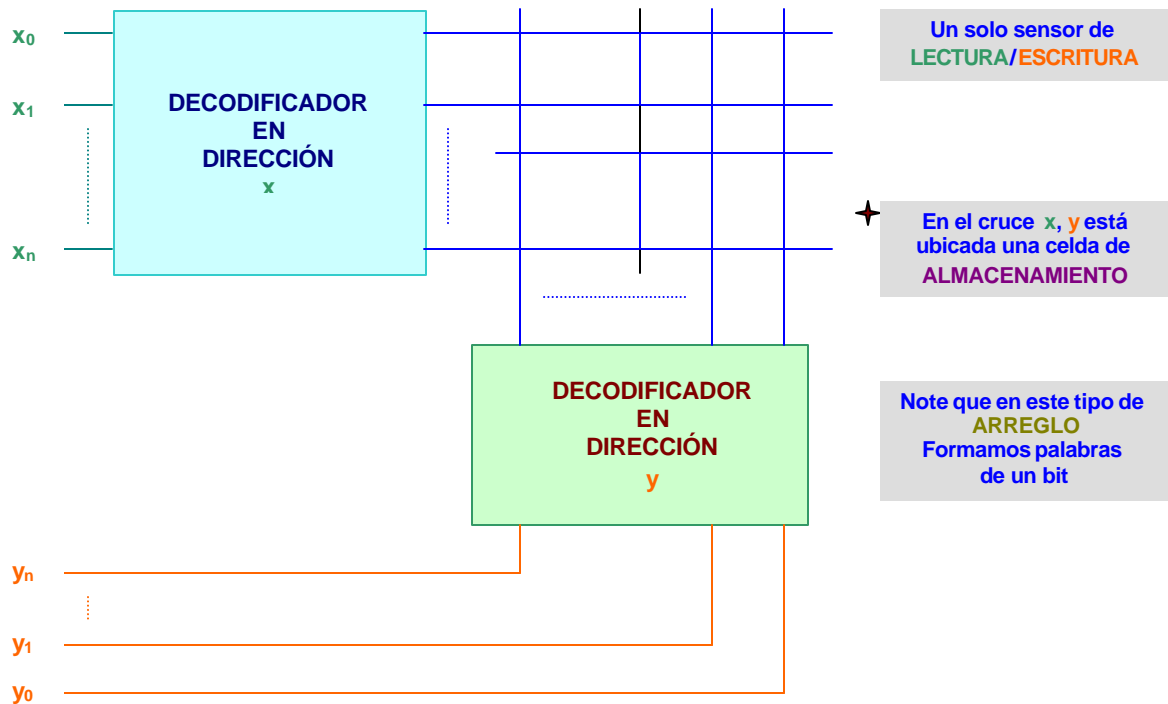 x0
x1
xn
DECODIFICADOR
EN
DIRECCIÓN
x
Un solo sensor de
LECTURA/ESCRITURA
En el cruce x, y está
ubicada una celda de
ALMACENAMIENTO
DECODIFICADOR
EN
DIRECCIÓN
y
Note que en este tipo de
ARREGLO
Formamos palabras
de un bit
yn
y1
y0